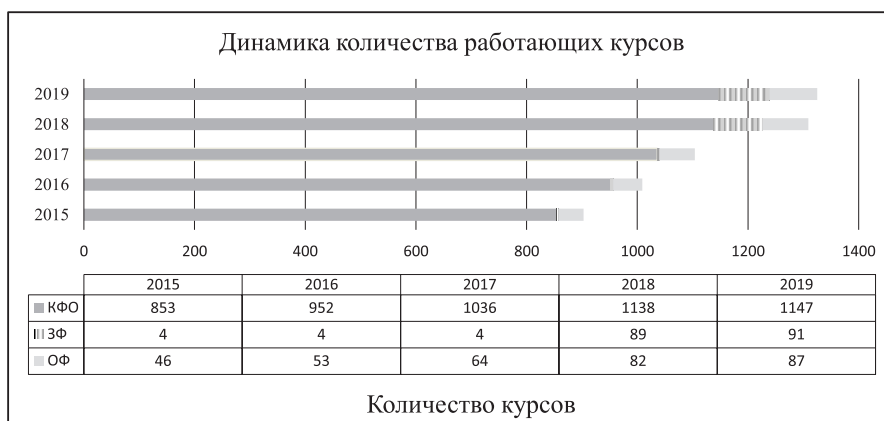 Динамика количества работающих курсов
2019
2018
2017
2016
2015
0 200 400 600 800 1000 1200 1400
2015 2016 2017 2018 2019
КФО 853 952 1036 1138 1147
ЗФ 4 4 4 89 91
ОФ 46 53 64 82 87
Количество курсов